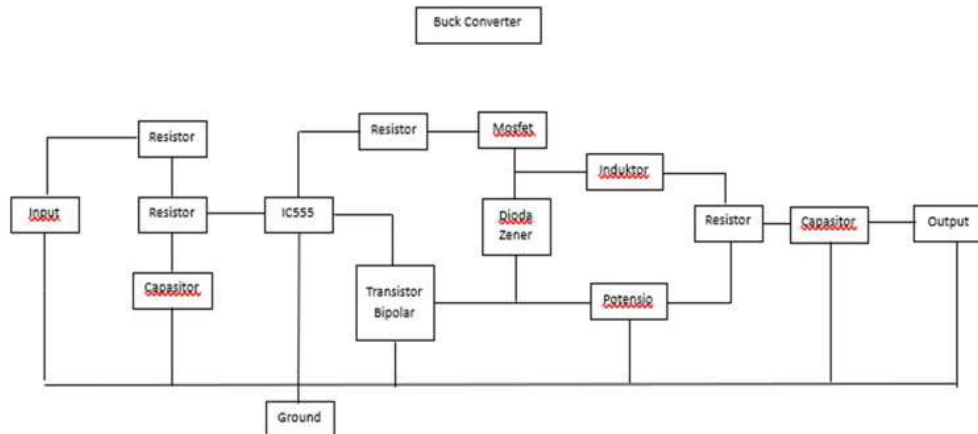 Buck Converter
Resistor
Resistor
Mosfet
Induktor
Input
Resistor
IC555
Dioda
Zener
Resistor
Capasitor
Output
Capasitor
Transistor
Bipolar
Potensio
Ground